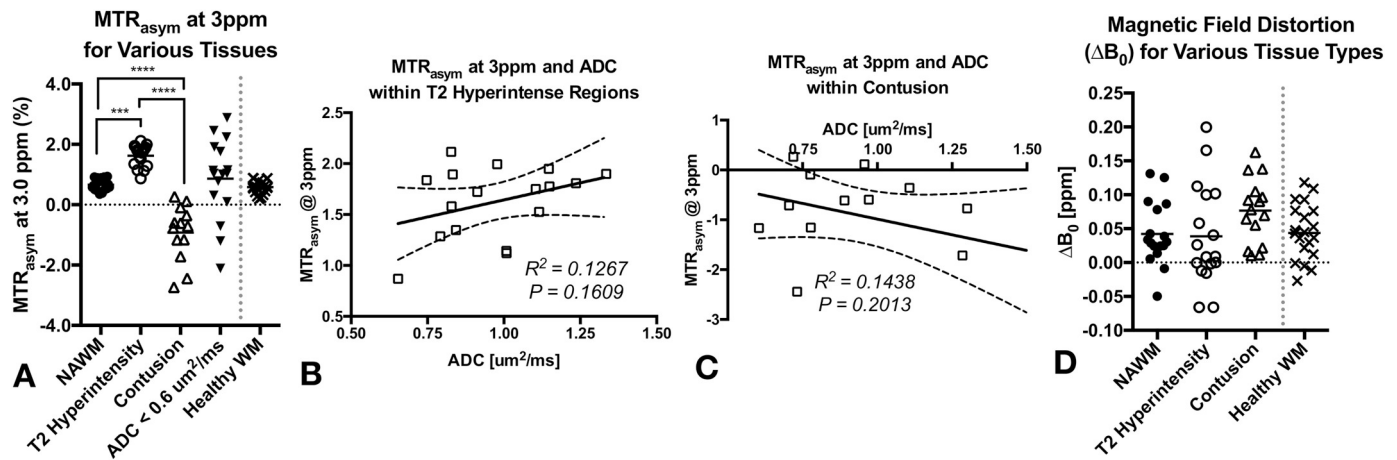 MTRasym at 3ppm
for Various Tissues
MTRasym at 3.0 ppm (%)
4.0
2.0
0.0
-2.0
-4.0
****
****
***
NAWM
T2 Hyperintensity
Contusion
ADC < 0.6 um²/ms
Healthy WM
A
MTRasym at 3ppm and ADC
within T2 Hyperintense Regions
MTRasym @ 3ppm
2.5
2.0
1.5
1.0
0.5
R² = 0.1267
P = 0.1609
0.50
0.75
1.00
1.25
1.50
ADC [um²/ms]
B
MTRasym at 3ppm and ADC
within Contusion
ADC [um²/ms]
MTRasym @ 3ppm
1
0
-1
-2
-3
0.75
1.00
1.25
1.50
R² = 0.1438
P = 0.2013
C
Magnetic Field Distortion
(ΔB₀) for Various Tissue Types
ΔB₀ [ppm]
0.25
0.20
0.15
0.10
0.05
0.00
-0.05
-0.10
NAWM
T2 Hyperintensity
Contusion
Healthy WM
D